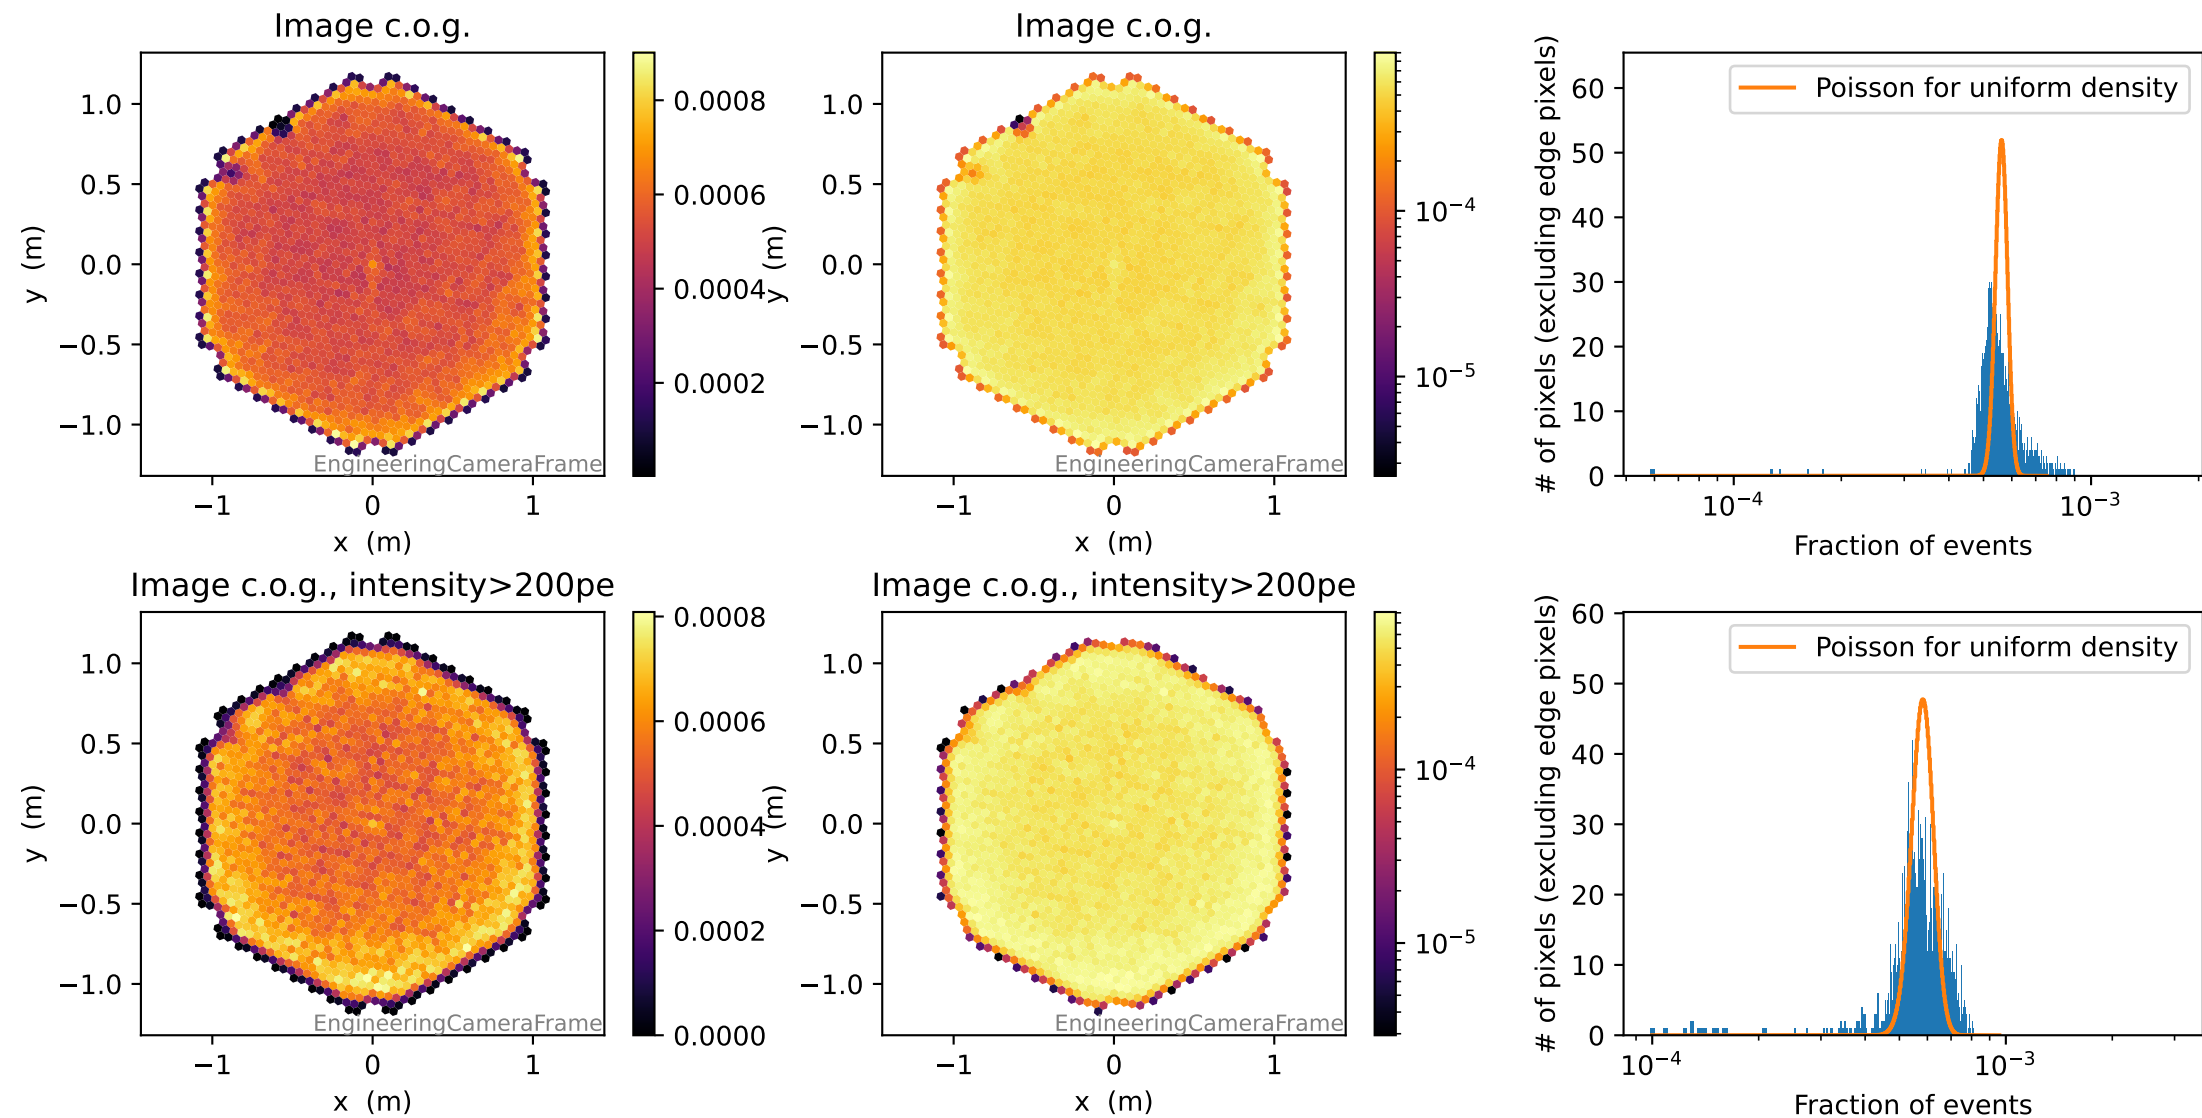 Image c.o.g.
1.0
0.5
0.0
−0.5
−1.0
y (m)
−1
0
1
x (m)
EngineeringCameraFrame
0.0008
0.0006
0.0004
0.0002
Image c.o.g.
1.0
0.5
0.0
−0.5
−1.0
y (m)
−1
0
1
x (m)
EngineeringCameraFrame
10⁻⁴
10⁻⁵
# of pixels (excluding edge pixels)
60
50
40
30
20
10
0
Poisson for uniform density
10⁻⁴
10⁻³
Fraction of events
Image c.o.g., intensity>200pe
1.0
0.5
0.0
−0.5
−1.0
y (m)
−1
0
1
x (m)
EngineeringCameraFrame
0.0008
0.0006
0.0004
0.0002
0.0000
Image c.o.g., intensity>200pe
1.0
0.5
0.0
−0.5
−1.0
y (m)
−1
0
1
x (m)
EngineeringCameraFrame
10⁻⁴
10⁻⁵
# of pixels (excluding edge pixels)
60
50
40
30
20
10
0
Poisson for uniform density
10⁻⁴
10⁻³
Fraction of events